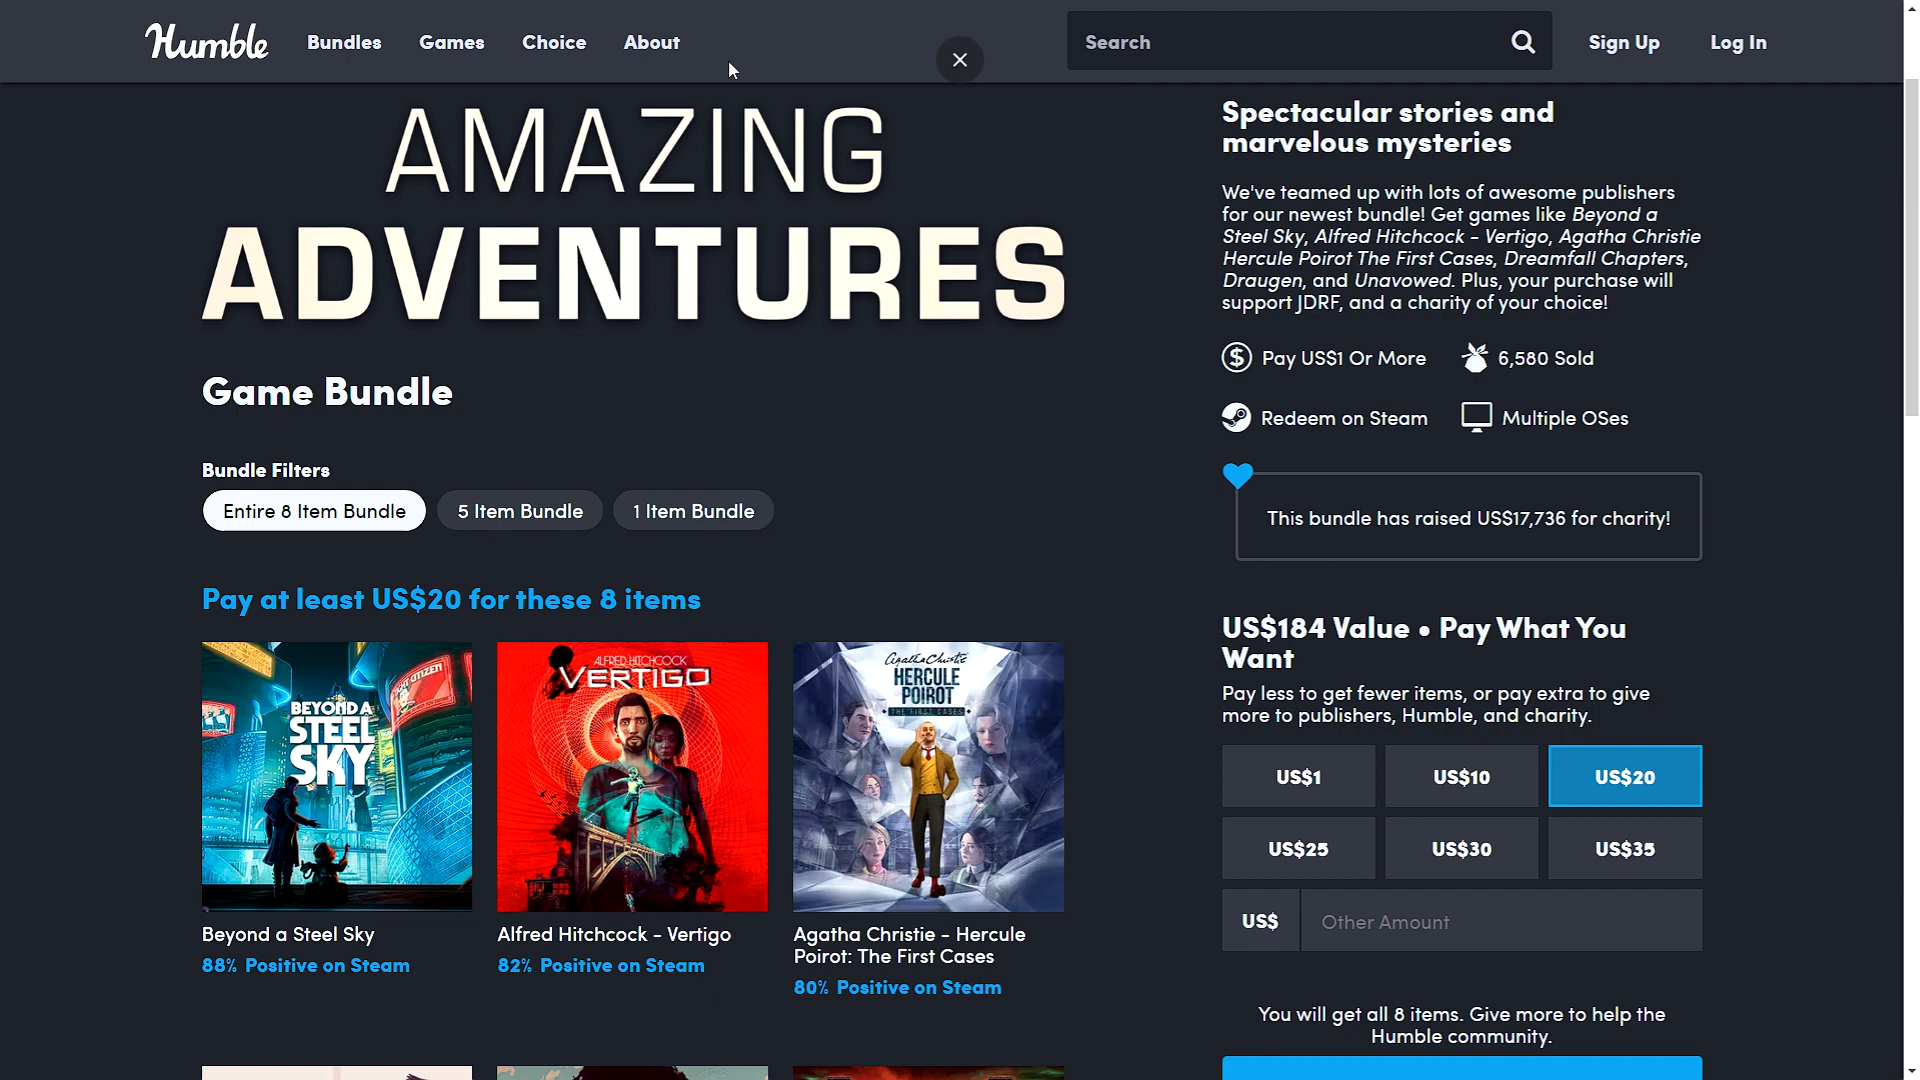 Humble
Bundles
Games
Choice
About
Search
Sign Up
Log In
AMAZING
ADVENTURES
Game Bundle
Bundle Filters
Entire 8 Item Bundle
5 Item Bundle
1 Item Bundle
Pay at least US$20 for these 8 items
BEYOND A
STEEL
SKY
Beyond a Steel Sky
88% Positive on Steam
ALFRED HITCHCOCK
VERTIGO
Alfred Hitchcock - Vertigo
82% Positive on Steam
Agatha Christie
HERCULE
POIROT
THE FIRST CASES
Agatha Christie - Hercule
Poirot: The First Cases
80% Positive on Steam
Spectacular stories and
marvelous mysteries
We've teamed up with lots of awesome publishers
for our newest bundle! Get games like Beyond a
Steel Sky, Alfred Hitchcock - Vertigo, Agatha Christie
Hercule Poirot The First Cases, Dreamfall Chapters,
Draugen, and Unavowed. Plus, your purchase will
support JDRF, and a charity of your choice!
Pay US$1 Or More
6,580 Sold
Redeem on Steam
Multiple OSes
This bundle has raised US$17,736 for charity!
US$184 Value • Pay What You
Want
Pay less to get fewer items, or pay extra to give
more to publishers, Humble, and charity.
US$1
US$10
US$20
US$25
US$30
US$35
US$
Other Amount
You will get all 8 items. Give more to help the
Humble community.